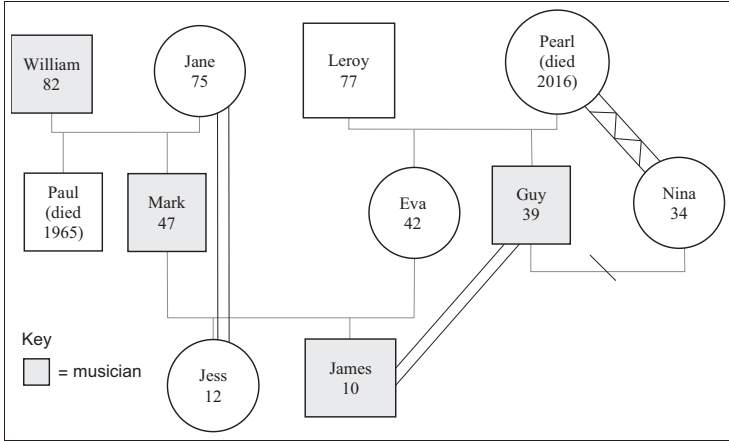 William
82
Jane
75
Leroy
77
Pearl
(died
2016)
Paul
(died
1965)
Mark
47
Eva
42
Guy
39
Nina
34
Key
= musician
Jess
12
James
10